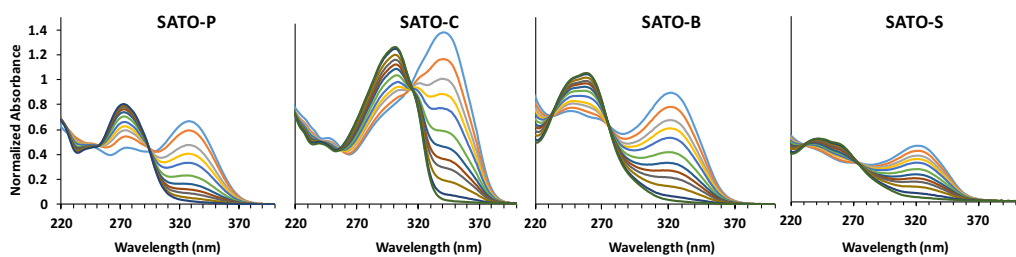 SATO-P SATO-C SATO-B SATO-S
Normalized Absorbance
1.4
1.2
1
0.8
0.6
0.4
0.2
0
220 270 320 370 220 270 320 370 220 270 320 370 220 270 320 370
Wavelength (nm) Wavelength (nm) Wavelength (nm) Wavelength (nm)